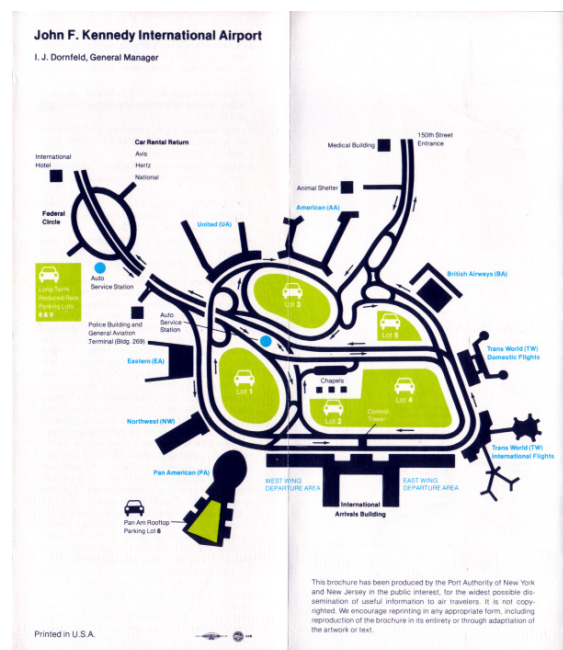 John F. Kennedy International Airport
I. J. Dornfeld, General Manager
150th Street
Entrance
Medical Building
Car Rental Return
Avis
Hertz
National
International
Hotel
Animal Shelter
American (AA)
Federal
Circle
United (UA)
Auto
Service Station
British Airways (BA)
Long Term
Reduced Rate
Parking Lots
8 & 9
Lot 3
Auto
Service
Station
Police Building and
General Aviation
Terminal (Bldg. 269)
Lot 5
Trans World (TW)
Domestic Flights
Eastern (EA)
Chapels
Lot 1
Lot 4
Lot 2
Control
Tower
Northwest (NW)
Trans World (TW)
International Flights
Pan American (PA)
WEST WING
DEPARTURE AREA
EAST WING
DEPARTURE AREA
International
Arrivals Building
Pan Am Rooftop
Parking Lot 6
This brochure has been produced by the Port Authority of New York
and New Jersey in the public interest, for the widest possible dis-
semination of useful information to air travelers. It is not copy-
righted. We encourage reprinting in any appropriate form, including
reproduction of the brochure in its entirety or through adaptation of
the artwork or text.
Printed in U.S.A.